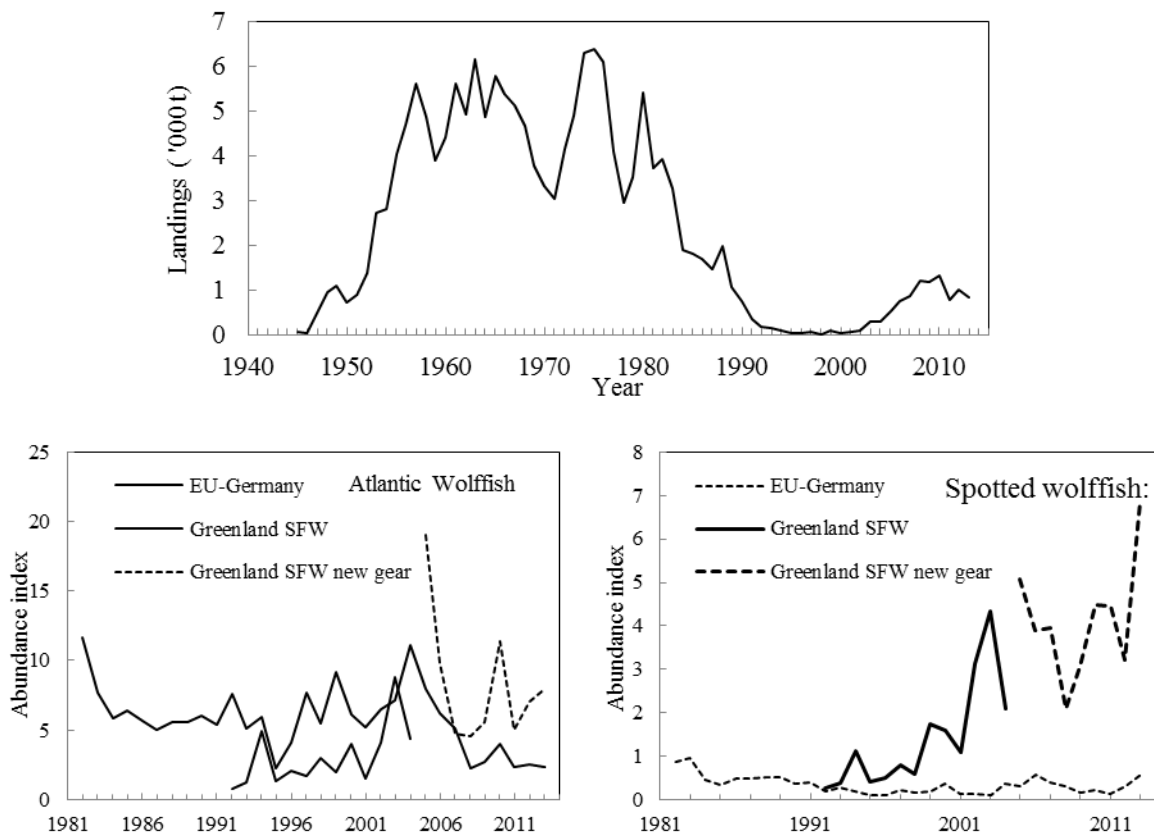 7
6
5
4
3
2
1
0
Landings ( '000 t)
1940 1950 1960 1970 1980 1990 2000 2010
Year
25
20
15
10
5
0
Abundance index
EU-Germany
Atlantic Wolffish
Greenland SFW
Greenland SFW new gear
1981 1986 1991 1996 2001 2006 2011
8
7
6
5
4
3
2
1
0
Abundance index
EU-Germany
Spotted wolffish:
Greenland SFW
Greenland SFW new gear
1981 1991 2001 2011